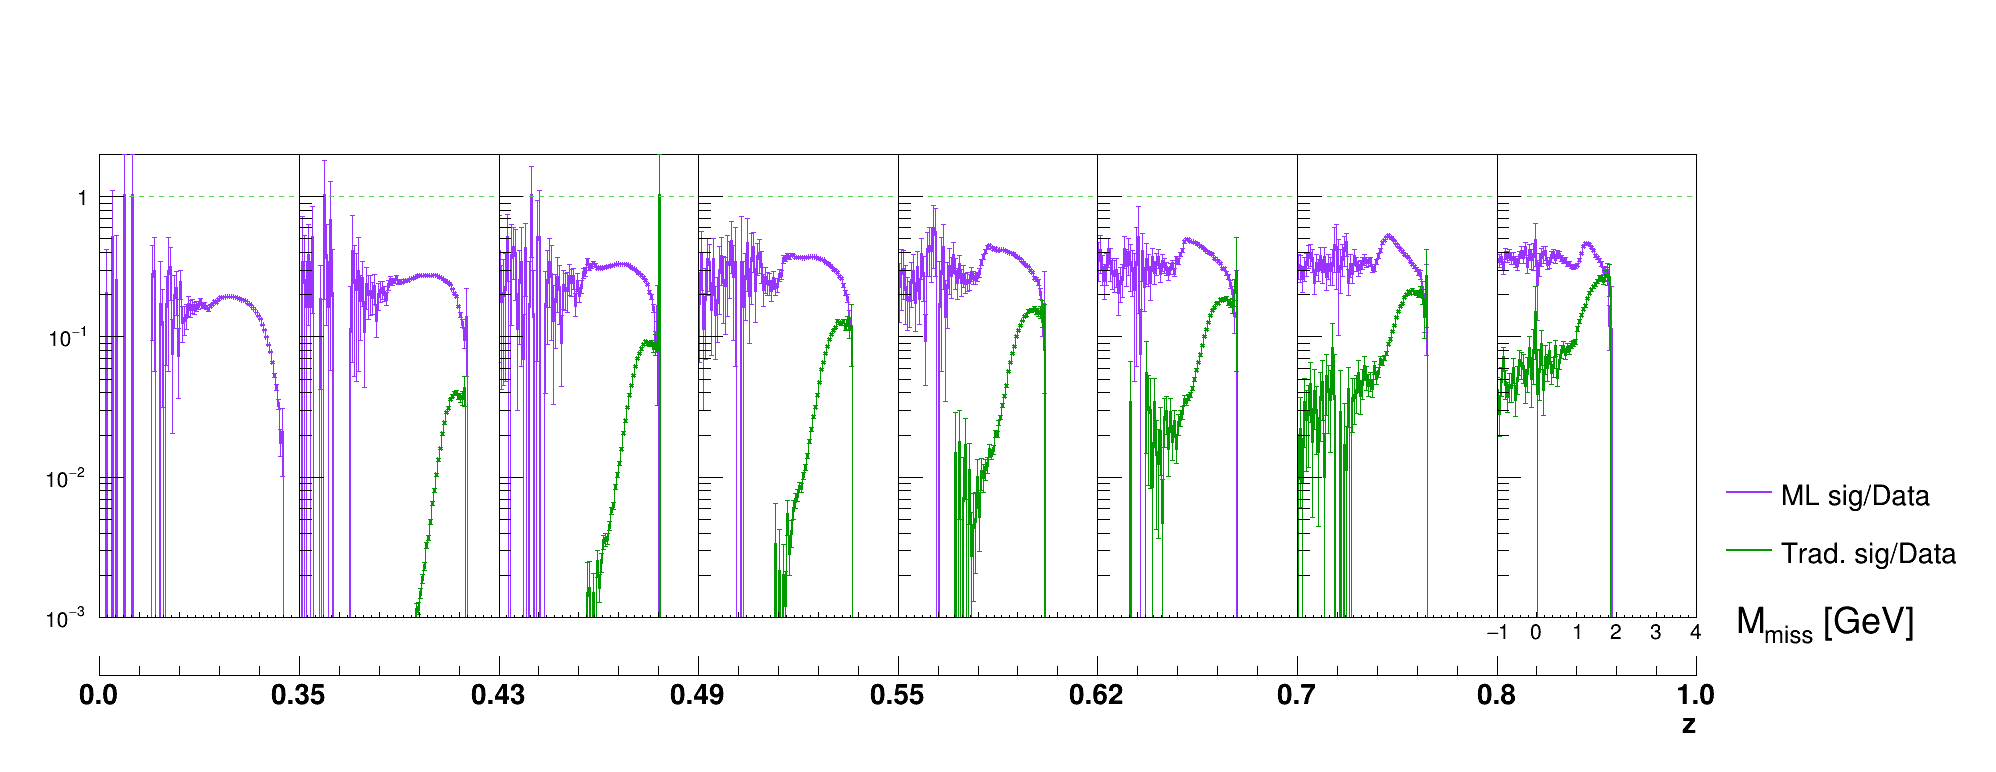 1
10⁻¹
10⁻²
10⁻³
ML sig/Data
Trad. sig/Data
M_miss [GeV]
−1 0 1 2 3 4
0.0 0.35 0.43 0.49 0.55 0.62 0.7 0.8 1.0
z